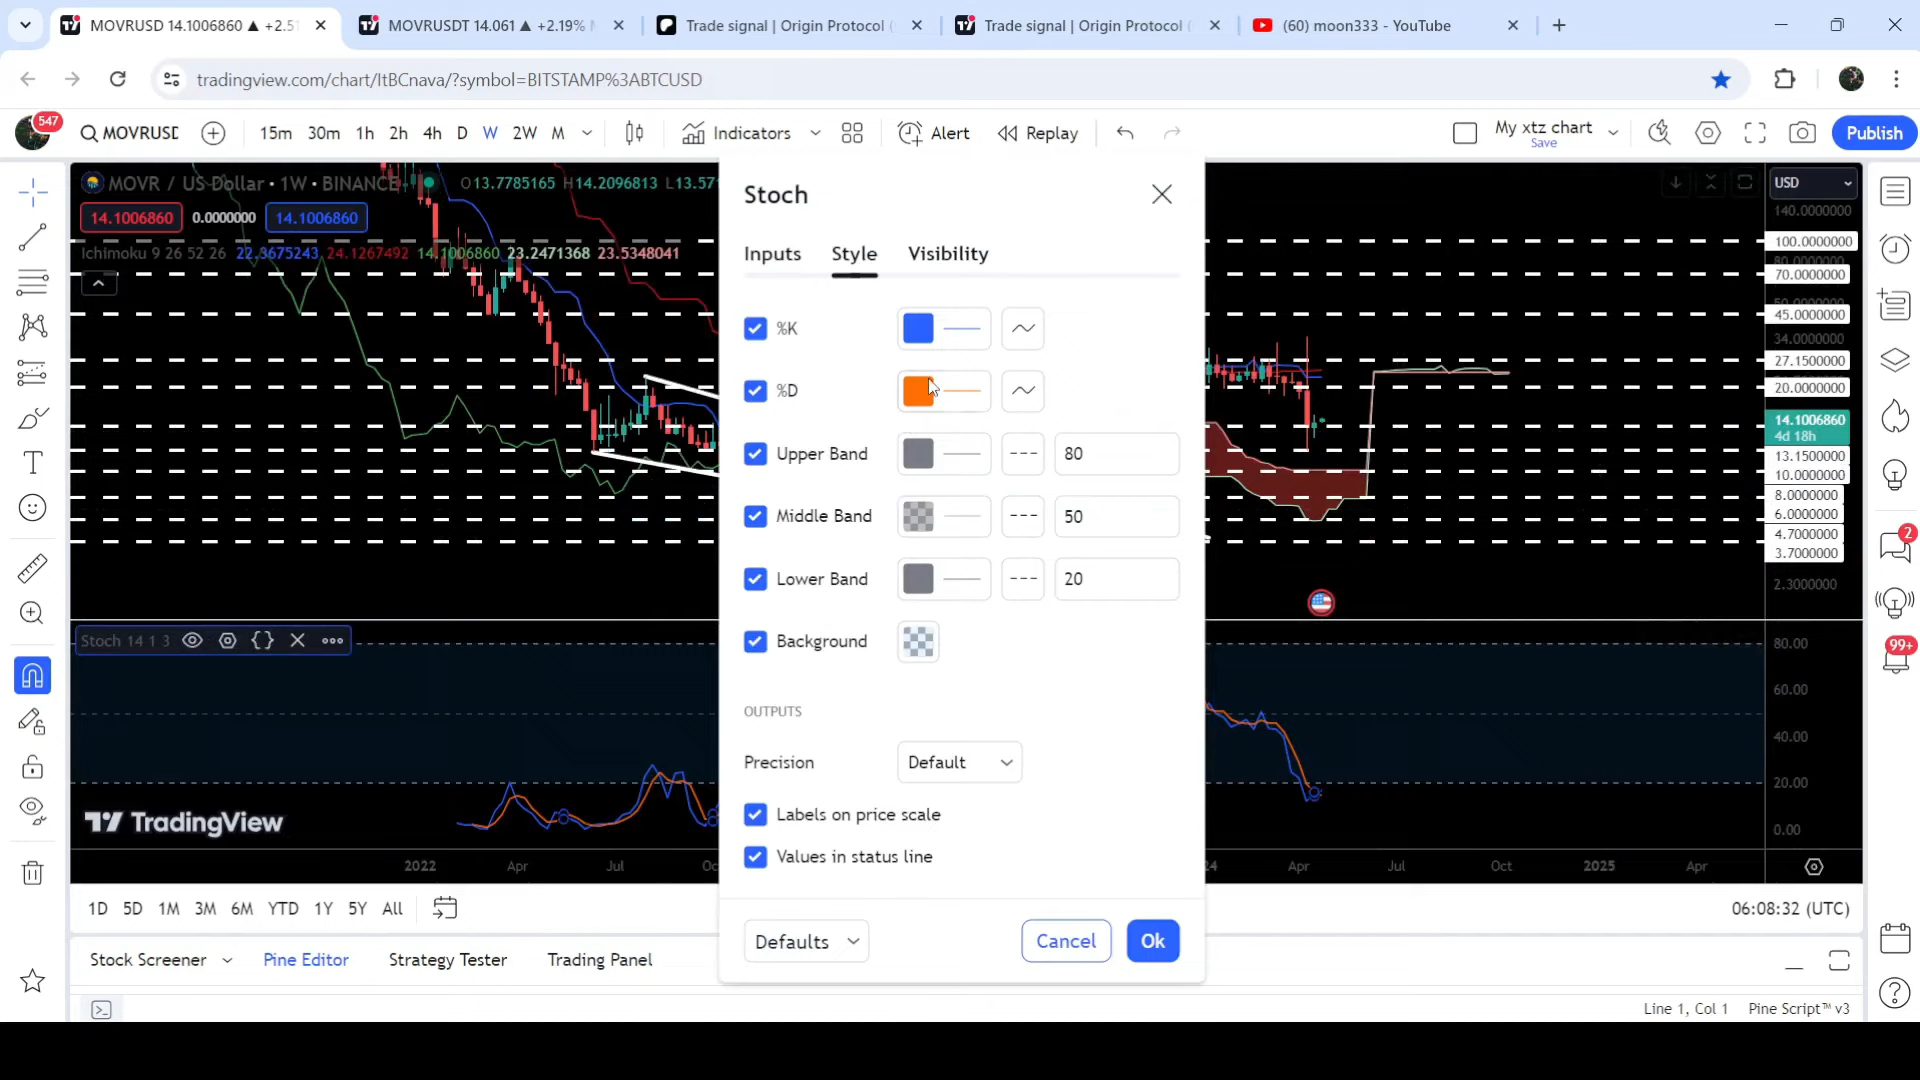 MOVRUSD 14.1006860 ▲ +2.51
MOVRUSDT 14.061 ▲ +2.19%
Trade signal | Origin Protocol (
Trade signal | Origin Protocol (
(60) moon333 - YouTube
tradingview.com/chart/ItBCnava/?symbol=BITSTAMP%3ABTCUSD
547
MOVRUSD
15m 30m 1h 2h 4h D W 2W M
Indicators
Alert
Replay
My xtz chart
Save
Publish
MOVR / US Dollar · 1W · BINANCE
O13.7785165 H14.2096813 L13.571
14.1006860 0.0000000 14.1006860
Ichimoku 9 26 52 26 22.3675243 24.1267492 14.1006860 23.2471368 23.5348041
Stoch
Inputs Style Visibility
%K
%D
Upper Band 80
Middle Band 50
Lower Band 20
Background
OUTPUTS
Precision Default
Labels on price scale
Values in status line
Defaults Cancel Ok
USD
140.0000000
100.0000000
80.0000000
70.0000000
50.0000000
45.0000000
34.0000000
27.1500000
20.0000000
14.1006860
4d 18h
13.1500000
10.0000000
8.0000000
6.0000000
4.7000000
3.7000000
2.3000000
Stoch 14 1 3
80.00
60.00
40.00
20.00
0.00
TradingView
2022 Apr Jul Oc 24 Apr Jul Oct 2025 Apr
1D 5D 1M 3M 6M YTD 1Y 5Y All
06:08:32 (UTC)
Stock Screener Pine Editor Strategy Tester Trading Panel
Line 1, Col 1 Pine Script™ v3
2
99+